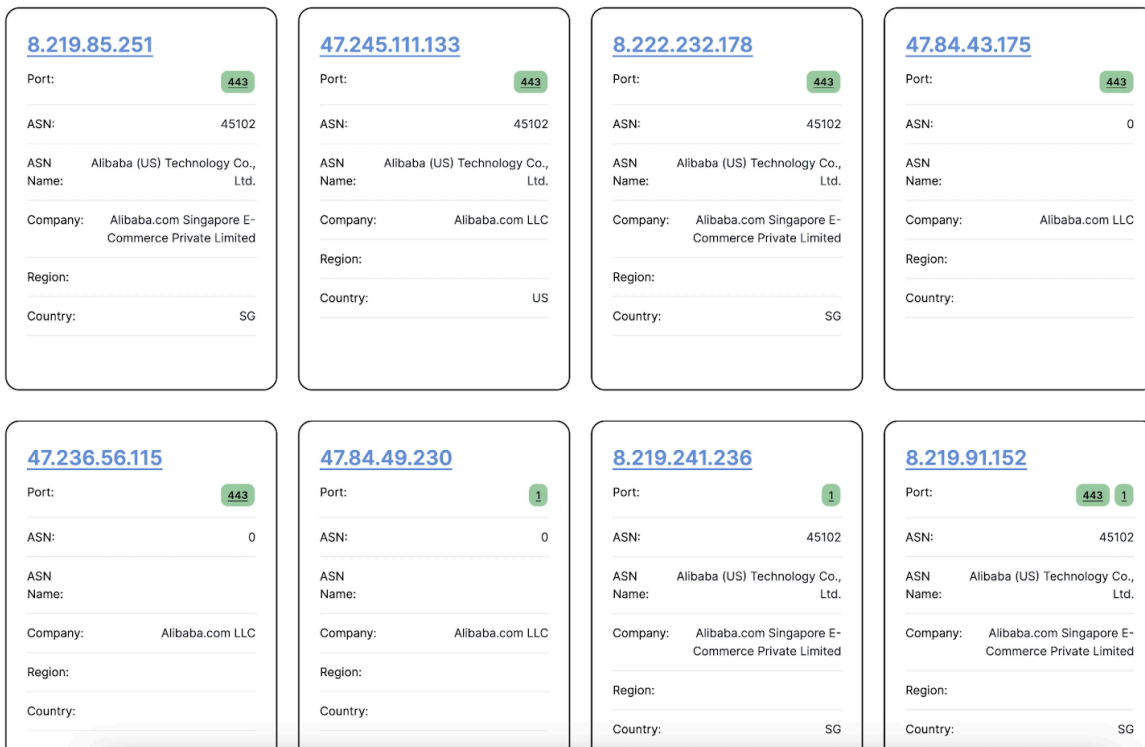 8.219.85.251
Port: 443
ASN: 45102
ASN Alibaba (US) Technology Co.,
Name: Ltd.
Company: Alibaba.com Singapore E-
Commerce Private Limited
Region:
Country: SG
47.245.111.133
Port: 443
ASN: 45102
ASN Alibaba (US) Technology Co.,
Name: Ltd.
Company: Alibaba.com LLC
Region:
Country: US
8.222.232.178
Port: 443
ASN: 45102
ASN Alibaba (US) Technology Co.,
Name: Ltd.
Company: Alibaba.com Singapore E-
Commerce Private Limited
Region:
Country: SG
47.84.43.175
Port: 443
ASN: 0
ASN
Name:
Company: Alibaba.com LLC
Region:
Country:
47.236.56.115
Port: 443
ASN: 0
ASN
Name:
Company: Alibaba.com LLC
Region:
Country:
47.84.49.230
Port: 1
ASN: 0
ASN
Name:
Company: Alibaba.com LLC
Region:
Country:
8.219.241.236
Port: 1
ASN: 45102
ASN Alibaba (US) Technology Co.,
Name: Ltd.
Company: Alibaba.com Singapore E-
Commerce Private Limited
Region:
Country: SG
8.219.91.152
Port: 443 1
ASN: 45102
ASN Alibaba (US) Technology Co.,
Name: Ltd.
Company: Alibaba.com Singapore E-
Commerce Private Limited
Region:
Country: SG